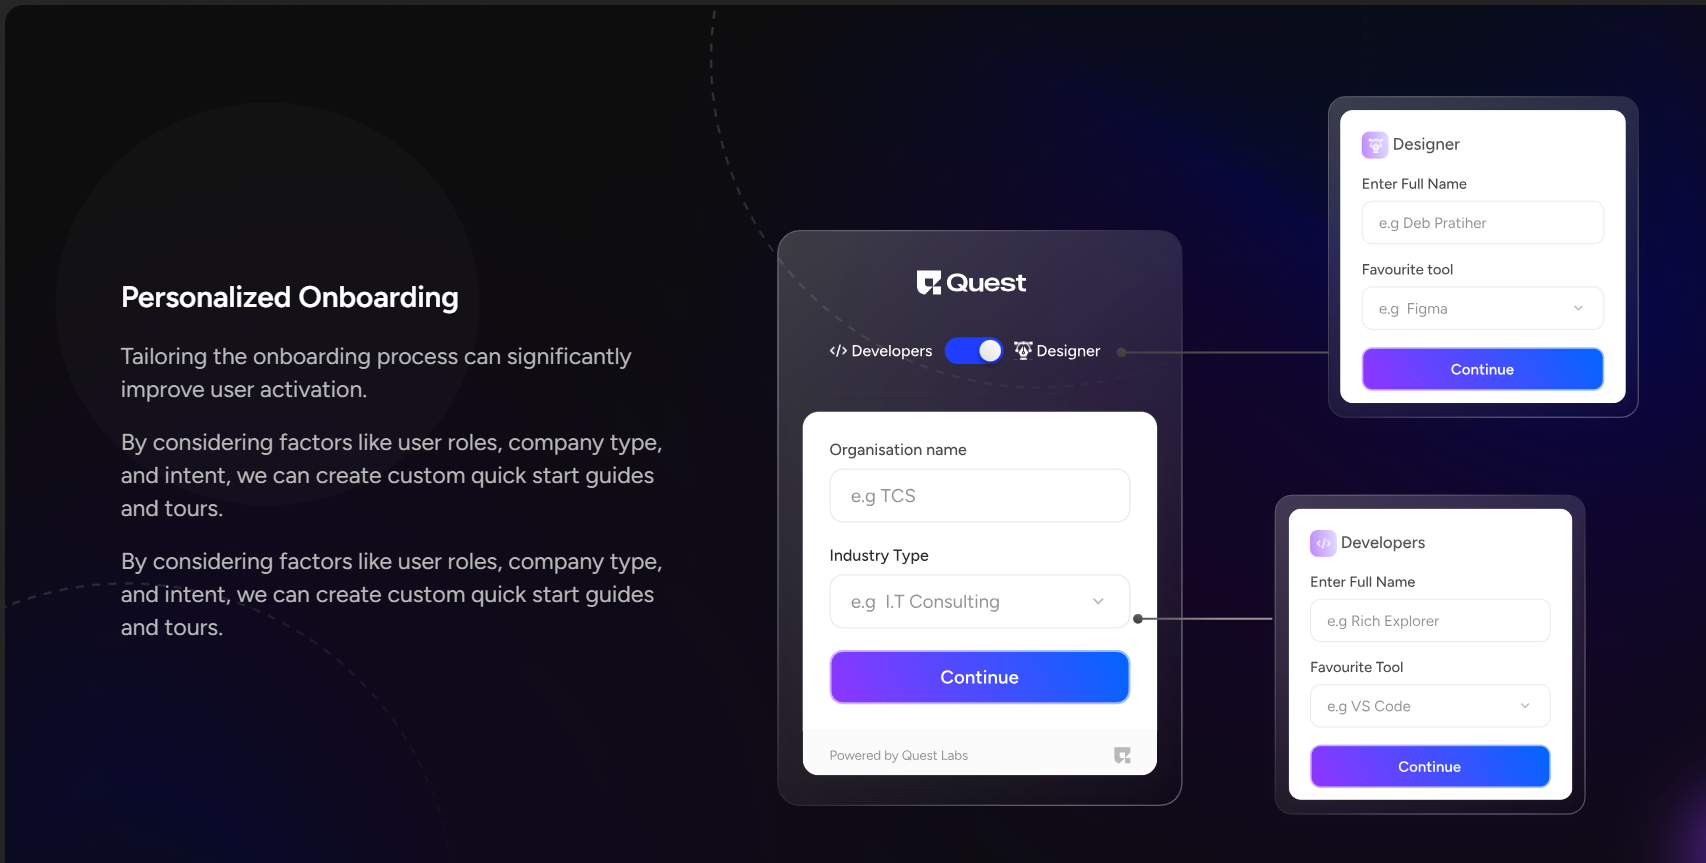 Personalized Onboarding
Tailoring the onboarding process can significantly
improve user activation.
By considering factors like user roles, company type,
and intent, we can create custom quick start guides
and tours.
By considering factors like user roles, company type,
and intent, we can create custom quick start guides
and tours.
Quest
</> Developers
Designer
Organisation name
e.g TCS
Industry Type
e.g I.T Consulting
Continue
Powered by Quest Labs
Designer
Enter Full Name
e.g Deb Pratiher
Favourite tool
e.g Figma
Continue
</> Developers
Enter Full Name
e.g Rich Explorer
Favourite Tool
e.g VS Code
Continue